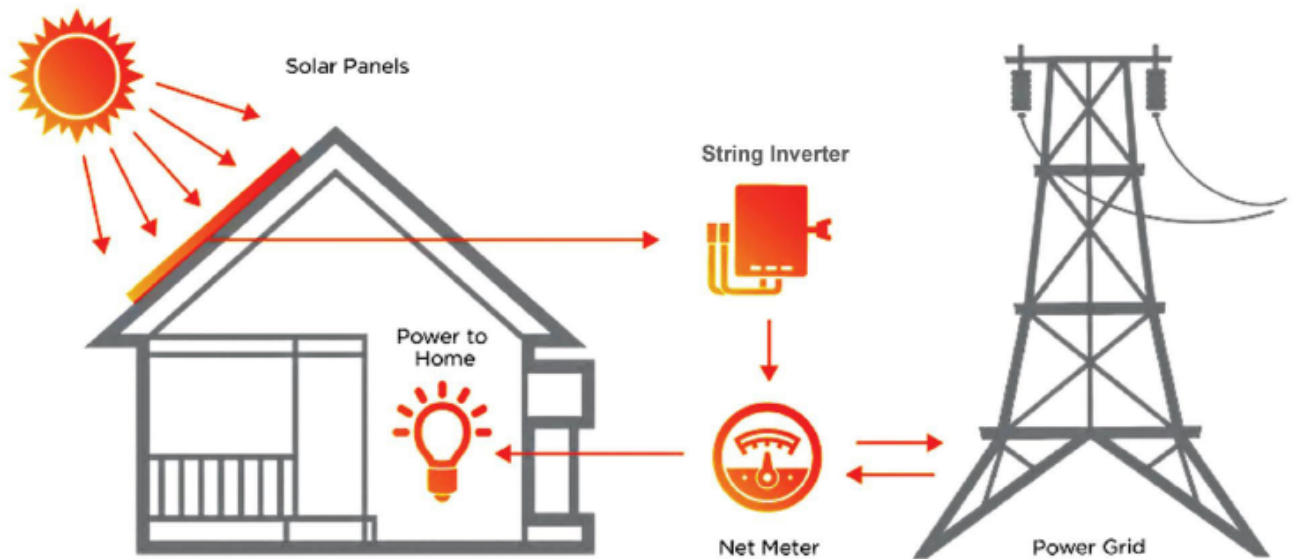 Solar Panels
String Inverter
Power to
Home
Net Meter
Power Grid